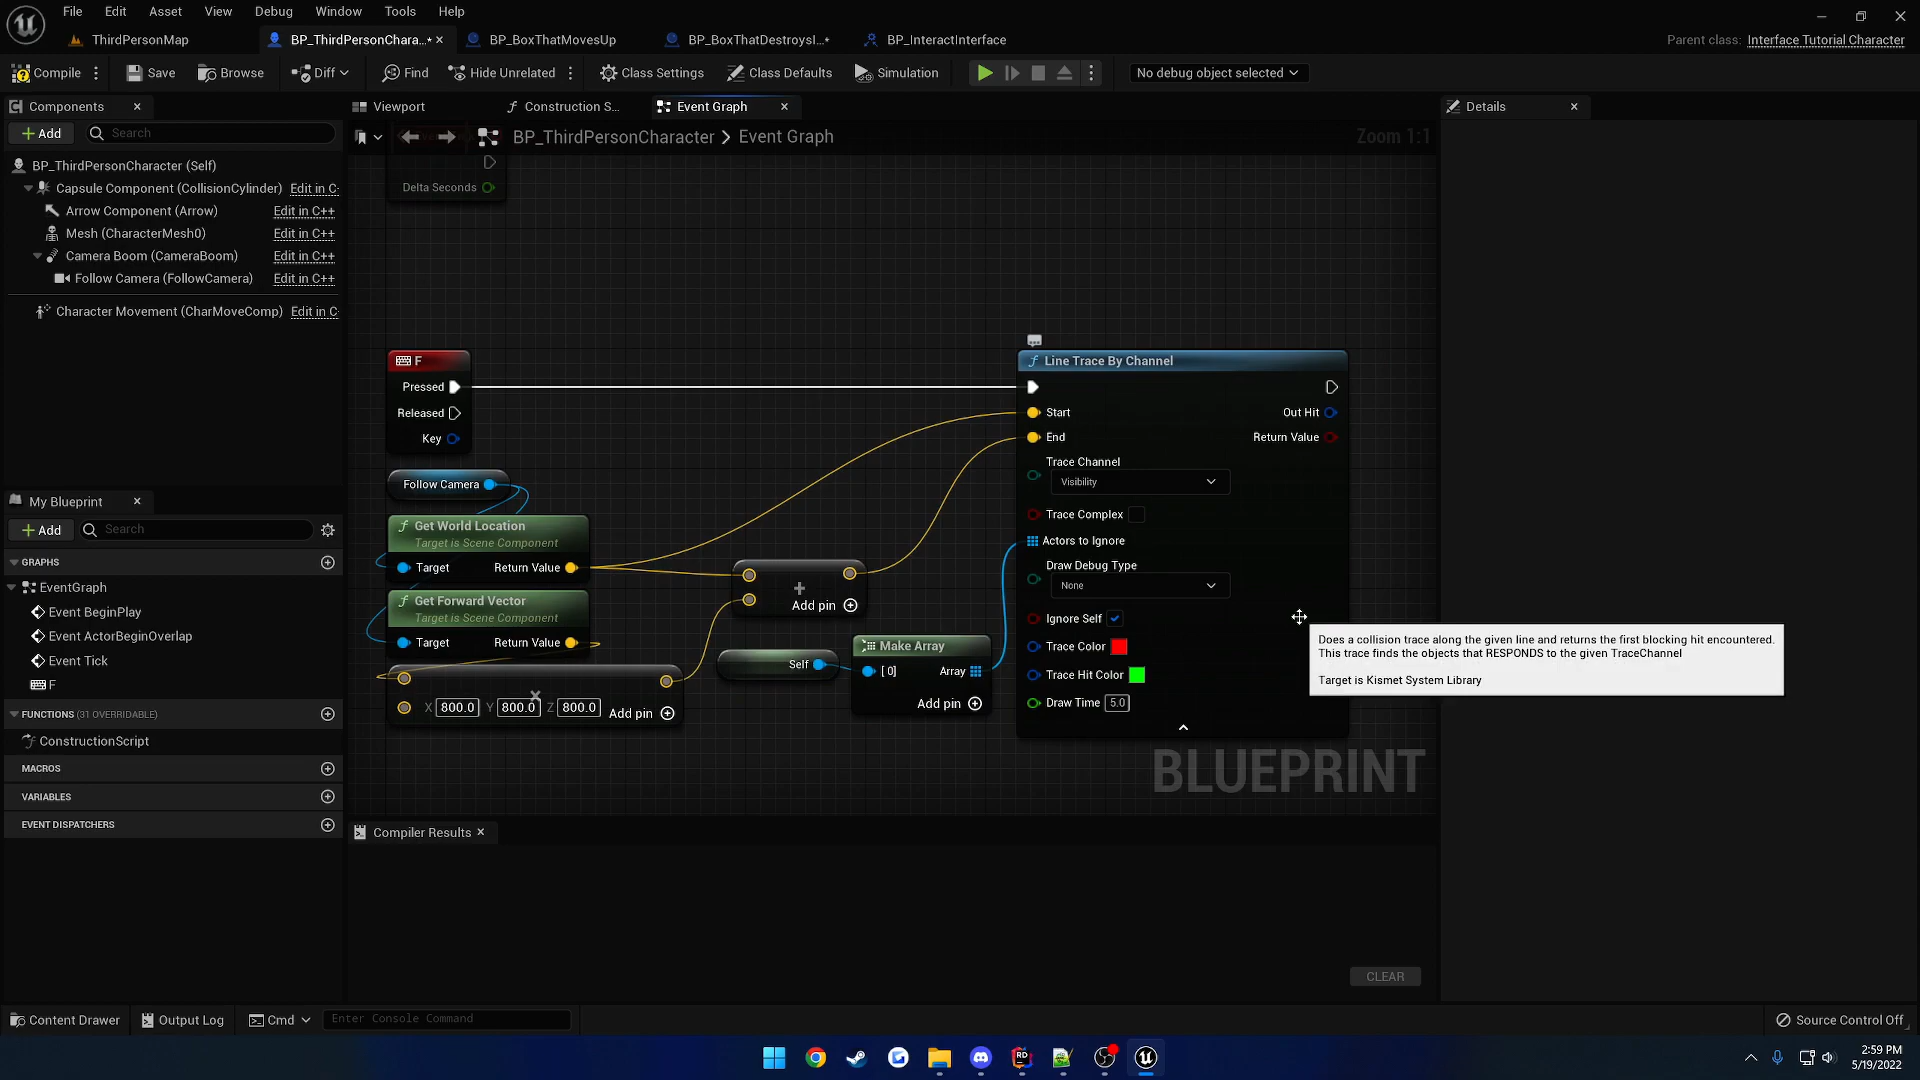 File Edit Asset View Debug Window Tools Help
ThirdPersonMap BP_ThirdPersonChara...* BP_BoxThatMovesUp BP_BoxThatDestroysI...* BP_InteractInterface Parent class: Interface Tutorial Character
Compile Save Browse Diff Find Hide Unrelated Class Settings Class Defaults Simulation No debug object selected
Components Viewport Construction S... Event Graph Details
Add Search BP_ThirdPersonCharacter > Event Graph Zoom 1:1
BP_ThirdPersonCharacter (Self)
Capsule Component (CollisionCylinder) Edit in C-
Arrow Component (Arrow) Edit in C++
Mesh (CharacterMesh0) Edit in C++
Camera Boom (CameraBoom) Edit in C++
Follow Camera (FollowCamera) Edit in C++
Character Movement (CharMoveComp) Edit in C-
Delta Seconds
F
Pressed
Released
Key
Follow Camera
Get World Location
Target is Scene Component
Target Return Value
Get Forward Vector
Target is Scene Component
Target Return Value
X 800.0 Y 800.0 Z 800.0 Add pin
Add pin
Self
Make Array
[0] Array
Add pin
Line Trace By Channel
Start Out Hit
End Return Value
Trace Channel
Visibility
Trace Complex
Actors to Ignore
Draw Debug Type
None
Ignore Self
Trace Color
Trace Hit Color
Draw Time 5.0
Does a collision trace along the given line and returns the first blocking hit encountered.
This trace finds the objects that RESPONDS to the given TraceChannel
Target is Kismet System Library
BLUEPRINT
My Blueprint
Add Search
GRAPHS
EventGraph
Event BeginPlay
Event ActorBeginOverlap
Event Tick
F
FUNCTIONS (31 OVERRIDABLE)
ConstructionScript
MACROS
VARIABLES
EVENT DISPATCHERS
Compiler Results
CLEAR
Content Drawer Output Log Cmd Enter Console Command Source Control Off
RD
2:59 PM
5/19/2022